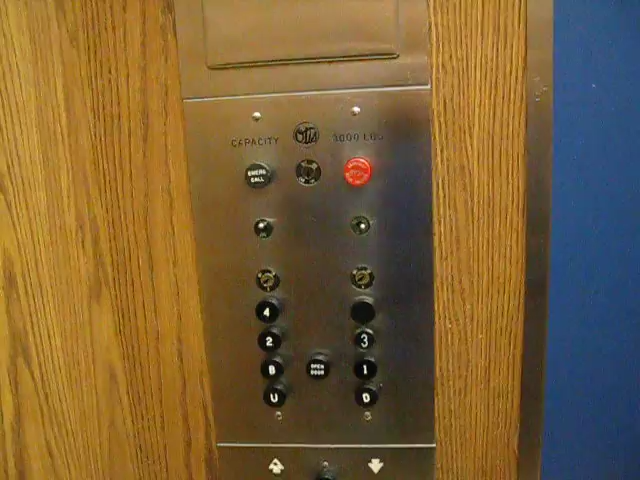 CAPACITY Otis 3000 LBS
EMERG
CALL
4
2 3
B OPEN
DOOR 1
U D